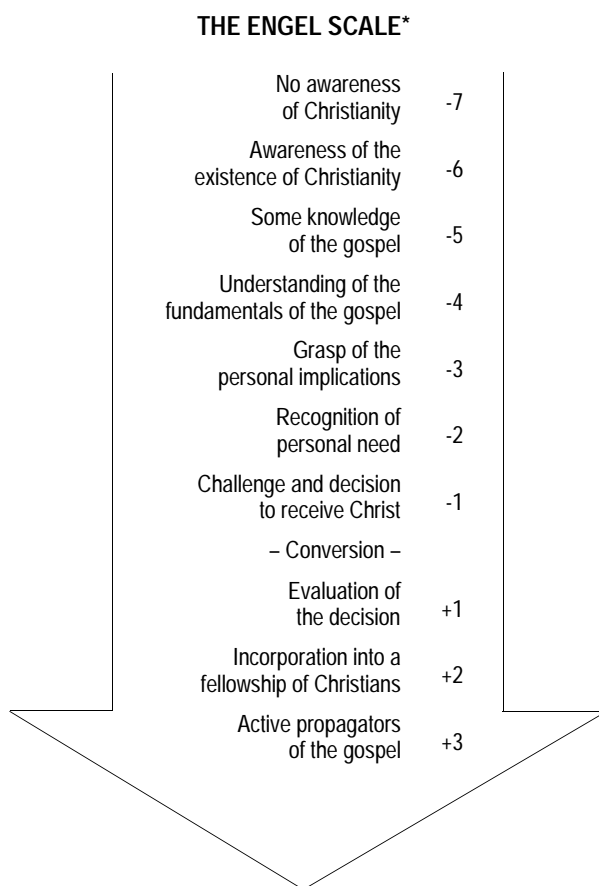 THE ENGEL SCALE*
No awareness
of Christianity -7
Awareness of the
existence of Christianity -6
Some knowledge
of the gospel -5
Understanding of the
fundamentals of the gospel -4
Grasp of the
personal implications -3
Recognition of
personal need -2
Challenge and decision
to receive Christ -1
– Conversion –
Evaluation of
the decision +1
Incorporation into a
fellowship of Christians +2
Active propagators
of the gospel +3